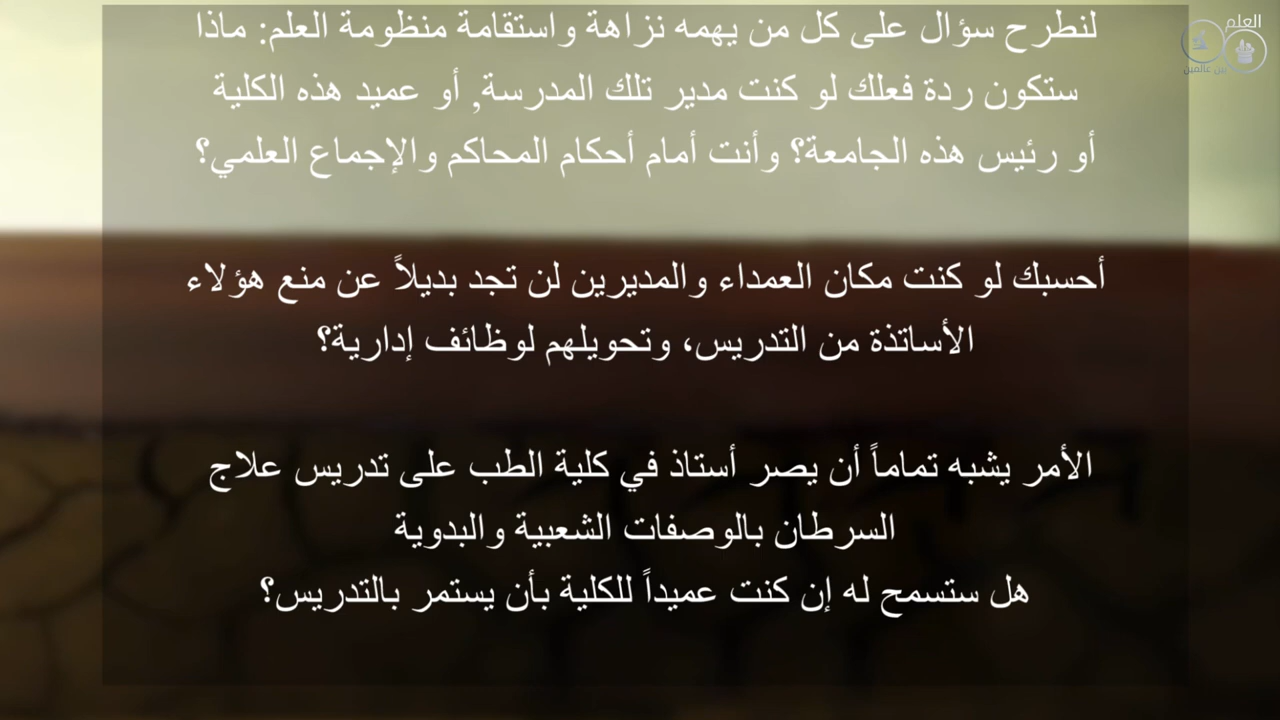 العلم
بين عالمين
لنطرح سؤال على كل من يهمه نزاهة واستقامة منظومة العلم: ماذا
ستكون ردة فعلك لو كنت مدير تلك المدرسة, أو عميد هذه الكلية
أو رئيس هذه الجامعة؟ وأنت أمام أحكام المحاكم والإجماع العلمي؟
أحسبك لو كنت مكان العمداء والمديرين لن تجد بديلاً عن منع هؤلاء
الأساتذة من التدريس، وتحويلهم لوظائف إدارية؟
الأمر يشبه تماماً أن يصر أستاذ في كلية الطب على تدريس علاج
السرطان بالوصفات الشعبية والبدوية
هل ستسمح له إن كنت عميداً للكلية بأن يستمر بالتدريس؟